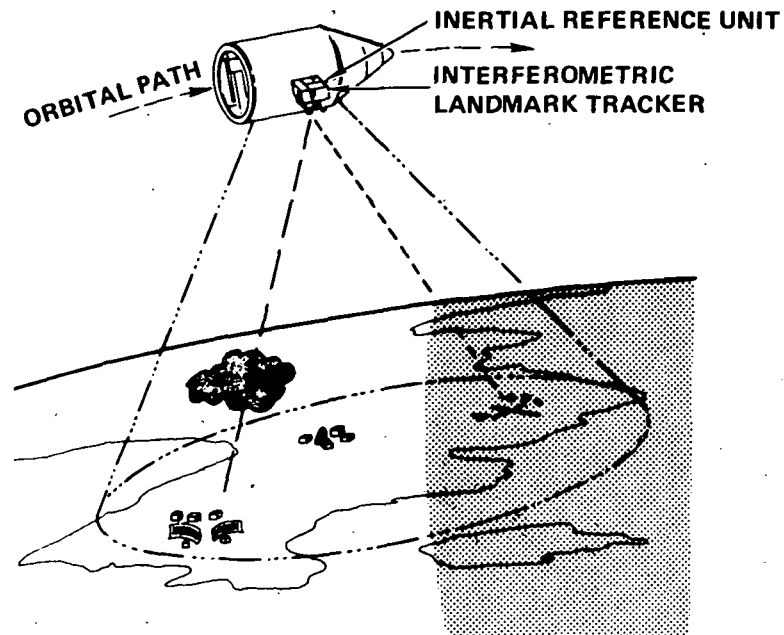 INERTIAL REFERENCE UNIT
ORBITAL PATH
INTERFEROMETRIC
LANDMARK TRACKER